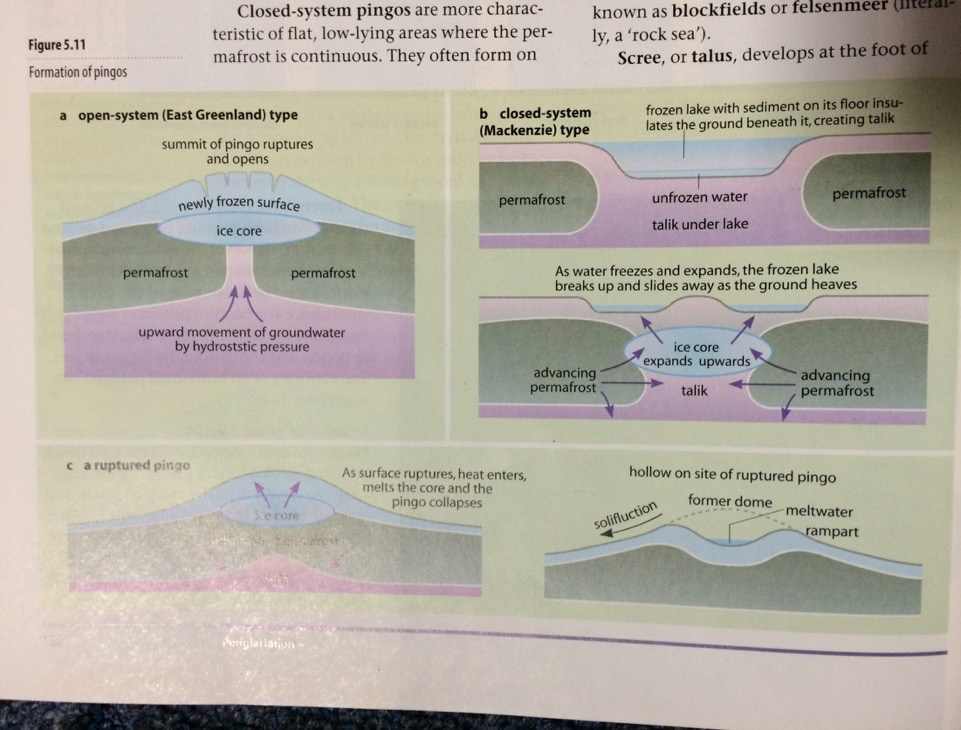 Closed-system pingos are more charac-
teristic of flat, low-lying areas where the per-
mafrost is continuous. They often form on
known as blockfields or felsenmeer (literal-
ly, a 'rock sea').
Scree, or talus, develops at the foot of
Figure 5.11
Formation of pingos
a open-system (East Greenland) type
summit of pingo ruptures
and opens
newly frozen surface
ice core
permafrost
permafrost
upward movement of groundwater
by hydroststic pressure
b closed-system
(Mackenzie) type
frozen lake with sediment on its floor insu-
lates the ground beneath it, creating talik
permafrost
unfrozen water
permafrost
talik under lake
As water freezes and expands, the frozen lake
breaks up and slides away as the ground heaves
ice core
expands upwards
advancing
permafrost
talik
advancing
permafrost
c a ruptured pingo
As surface ruptures, heat enters,
melts the core and the
pingo collapses
ice core
hollow on site of ruptured pingo
solifluction
former dome
meltwater
rampart
Periglaciation